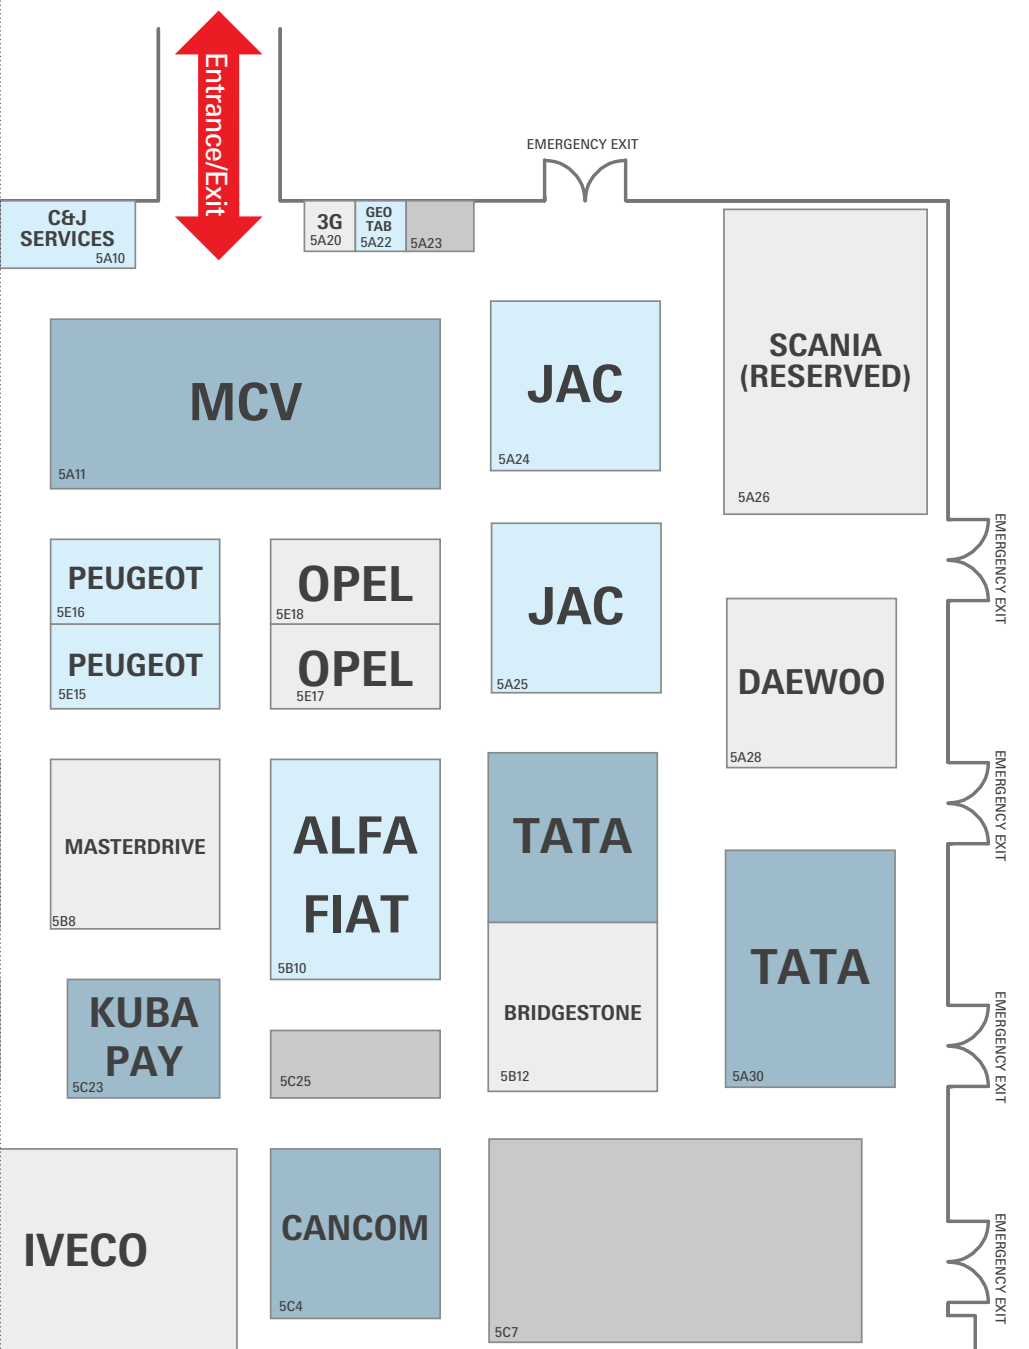 Entrance/Exit
EMERGENCY EXIT
C&J
SERVICES
5A10
3G
5A20
GEO
TAB
5A22
5A23
MCV
5A11
JAC
5A24
SCANIA
(RESERVED)
5A26
EMERGENCY EXIT
PEUGEOT
5E16
OPEL
5E18
JAC
5A25
PEUGEOT
5E15
OPEL
5E17
DAEWOO
5A28
EMERGENCY EXIT
MASTERDRIVE
5B8
ALFA
FIAT
5B10
TATA
TATA
5A30
BRIDGESTONE
5B12
EMERGENCY EXIT
KUBA
PAY
5C23
5C25
IVECO
CANCOM
5C4
5C7
EMERGENCY EXIT